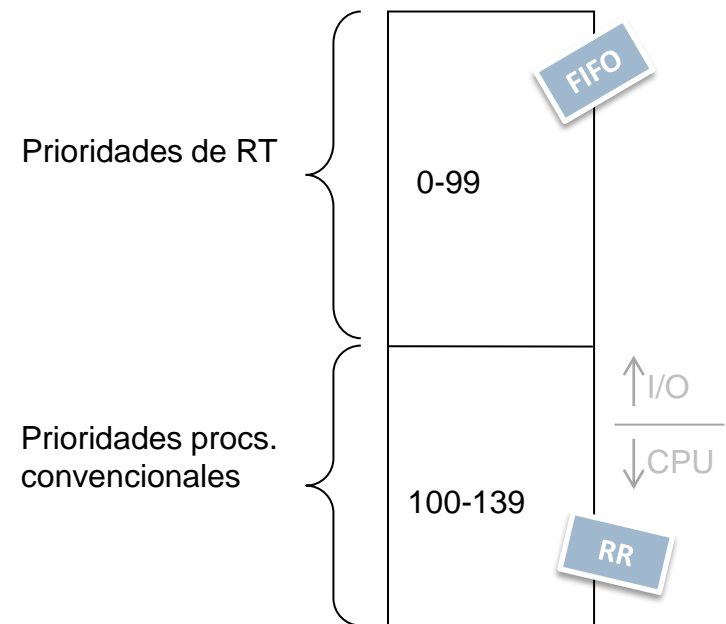 FIFO
Prioridades de RT
0-99
I/O
CPU
Prioridades procs.
convencionales
100-139
RR